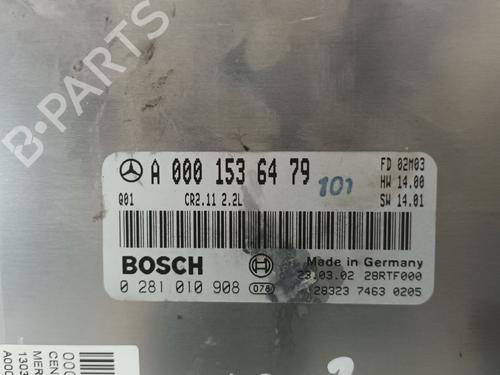 B-PARTS
A 000 153 64 79
101
FD 02M03
HW 14.00
SW 14.01
Q01 CR2.11 2.2L
BOSCH
Made in Germany
23.03.02 28RTF000
0 281 010 908 078
28323 7463 0205